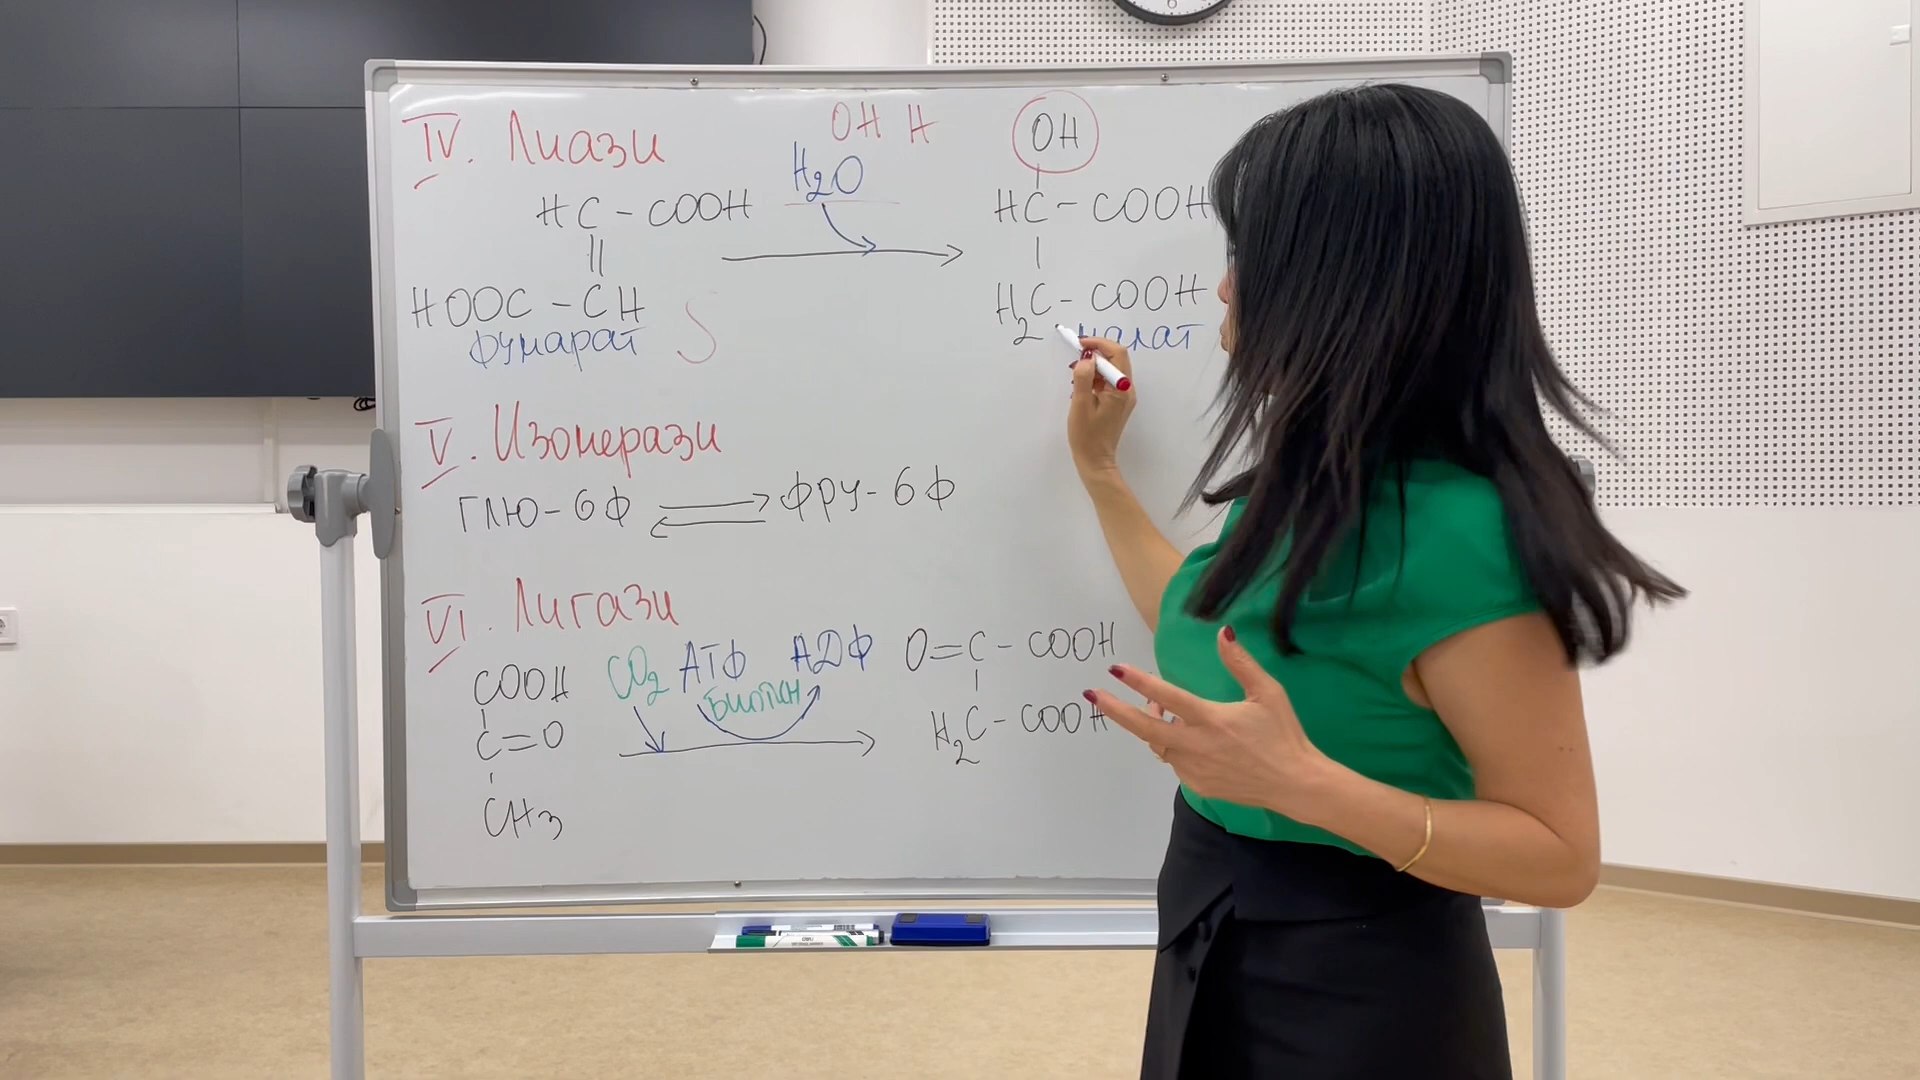 IV. Лиази
OH H
OH
H2O
HC - COOH
HC - COOH
HOOC - CH
H2C - COOH
фумарат
S
малат
V. Изомерази
ГЛЮ-6Ф ⇌ ФРУ-6Ф
VI. Лигази
COOH
CO2 АТФ АДФ
биотин
O=C - COOH
C=O
H2C - COOH
CH3